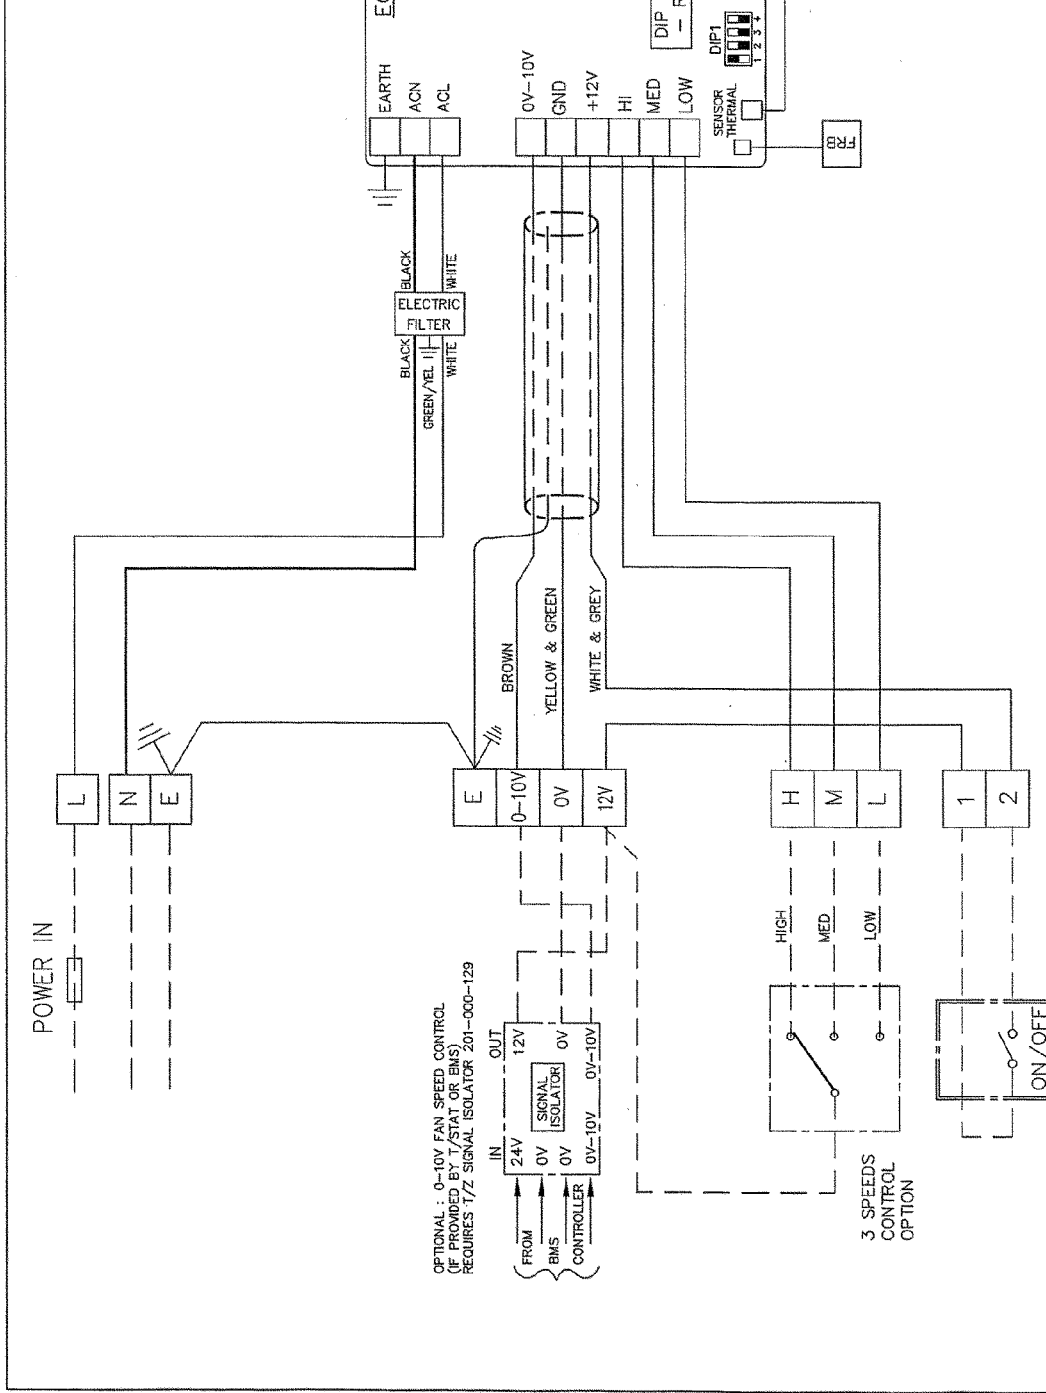 POWER IN
L
N
E
EARTH
ACN
ACL
BLACK
WHITE
ELECTRIC
FILTER
BLACK
GREEN/YEL
WHITE
0V-10V
GND
+12V
HI
MED
LOW
SENSOR
THERMAL
DIP1
1 2 3 4
DIP
BROWN
YELLOW & GREEN
WHITE & GREY
E
0-10V
0V
12V
H
M
L
1
2
OPTIONAL : 0-10V FAN SPEED CONTROL
(IF PROVIDED BY T/STAT OR BMS)
REQUIRES T/Z SIGNAL ISOLATOR 201-000-129
IN
OUT
24V
0V
0V
0V-10V
SIGNAL
ISOLATOR
12V
0V
0V-10V
FROM
BMS
CONTROLLER
HIGH
MED
LOW
3 SPEEDS
CONTROL
OPTION
ON/OFF